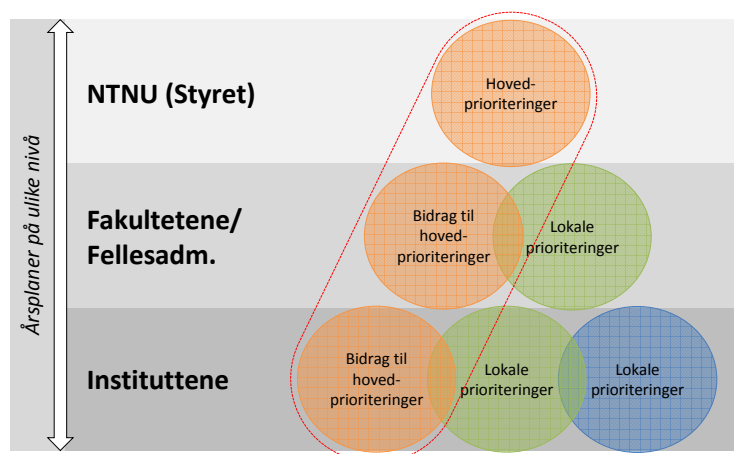 Årsplaner på ulike nivå
NTNU (Styret)
Hoved-
prioriteringer
Fakultetene/
Fellesadm.
Bidrag til
hoved-
prioriteringer
Lokale
prioriteringer
Instituttene
Bidrag til
hoved-
prioriteringer
Lokale
prioriteringer
Lokale
prioriteringer